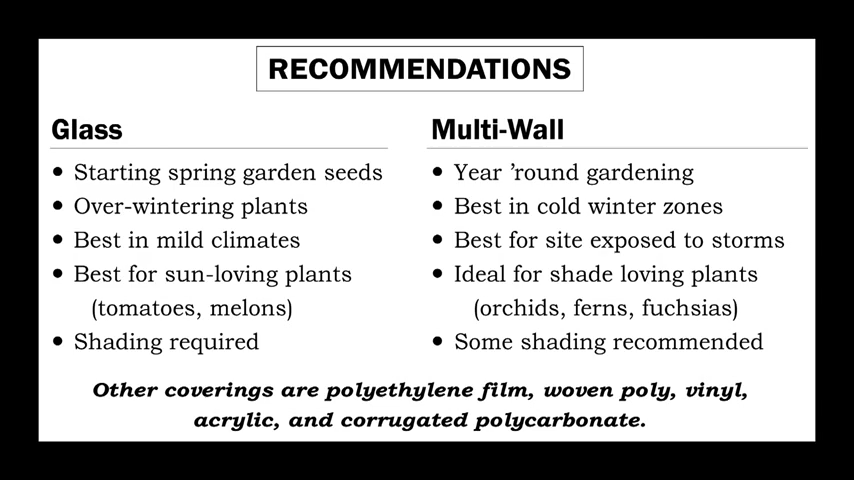 RECOMMENDATIONS
Glass
• Starting spring garden seeds
• Over-wintering plants
• Best in mild climates
• Best for sun-loving plants
(tomatoes, melons)
• Shading required
Multi-Wall
• Year ’round gardening
• Best in cold winter zones
• Best for site exposed to storms
• Ideal for shade loving plants
(orchids, ferns, fuchsias)
• Some shading recommended
Other coverings are polyethylene film, woven poly, vinyl,
acrylic, and corrugated polycarbonate.